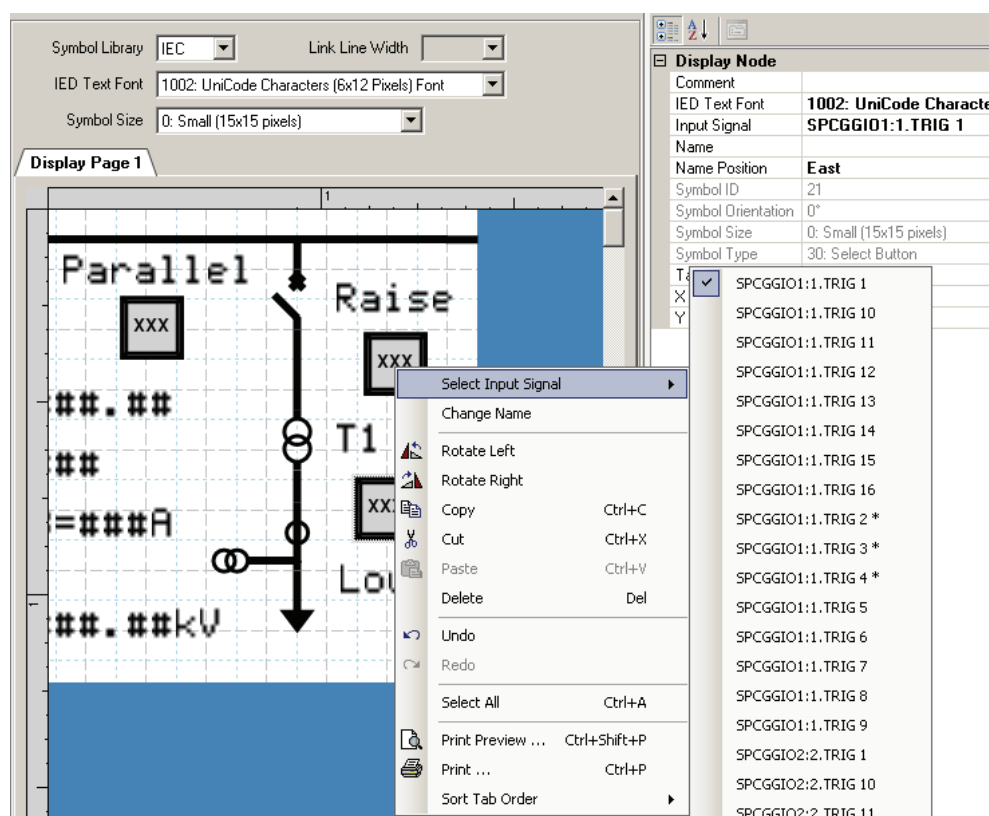 Symbol Library IEC Link Line Width
IED Text Font 1002: UniCode Characters (6x12 Pixels) Font
Symbol Size 0: Small (15x15 pixels)
Display Page 1
1
Parallel
XXX
Raise
XXX
##.##
T1
##
XX
=###A
##.##kV
Display Node
Comment
IED Text Font 1002: UniCode
Input Signal SPCGGIO1:1.TRIG 1
Name
Name Position East
Symbol ID 21
Symbol Orientation 0°
Symbol Size 0: Small (15x15 pixels)
Symbol Type 30: Select Button
X
Y
Select Input Signal
Change Name
Rotate Left
Rotate Right
Copy Ctrl+C
Cut Ctrl+X
Paste Ctrl+V
Delete Del
Undo
Redo
Select All Ctrl+A
Print Preview ... Ctrl+Shift+P
Print ... Ctrl+P
Sort Tab Order
SPCGGIO1:1.TRIG 1
SPCGGIO1:1.TRIG 10
SPCGGIO1:1.TRIG 11
SPCGGIO1:1.TRIG 12
SPCGGIO1:1.TRIG 13
SPCGGIO1:1.TRIG 14
SPCGGIO1:1.TRIG 15
SPCGGIO1:1.TRIG 16
SPCGGIO1:1.TRIG 2 *
SPCGGIO1:1.TRIG 3 *
SPCGGIO1:1.TRIG 4 *
SPCGGIO1:1.TRIG 5
SPCGGIO1:1.TRIG 6
SPCGGIO1:1.TRIG 7
SPCGGIO1:1.TRIG 8
SPCGGIO1:1.TRIG 9
SPCGGIO2:2.TRIG 1
SPCGGIO2:2.TRIG 10
SPCGGIO2:2.TRIG 11